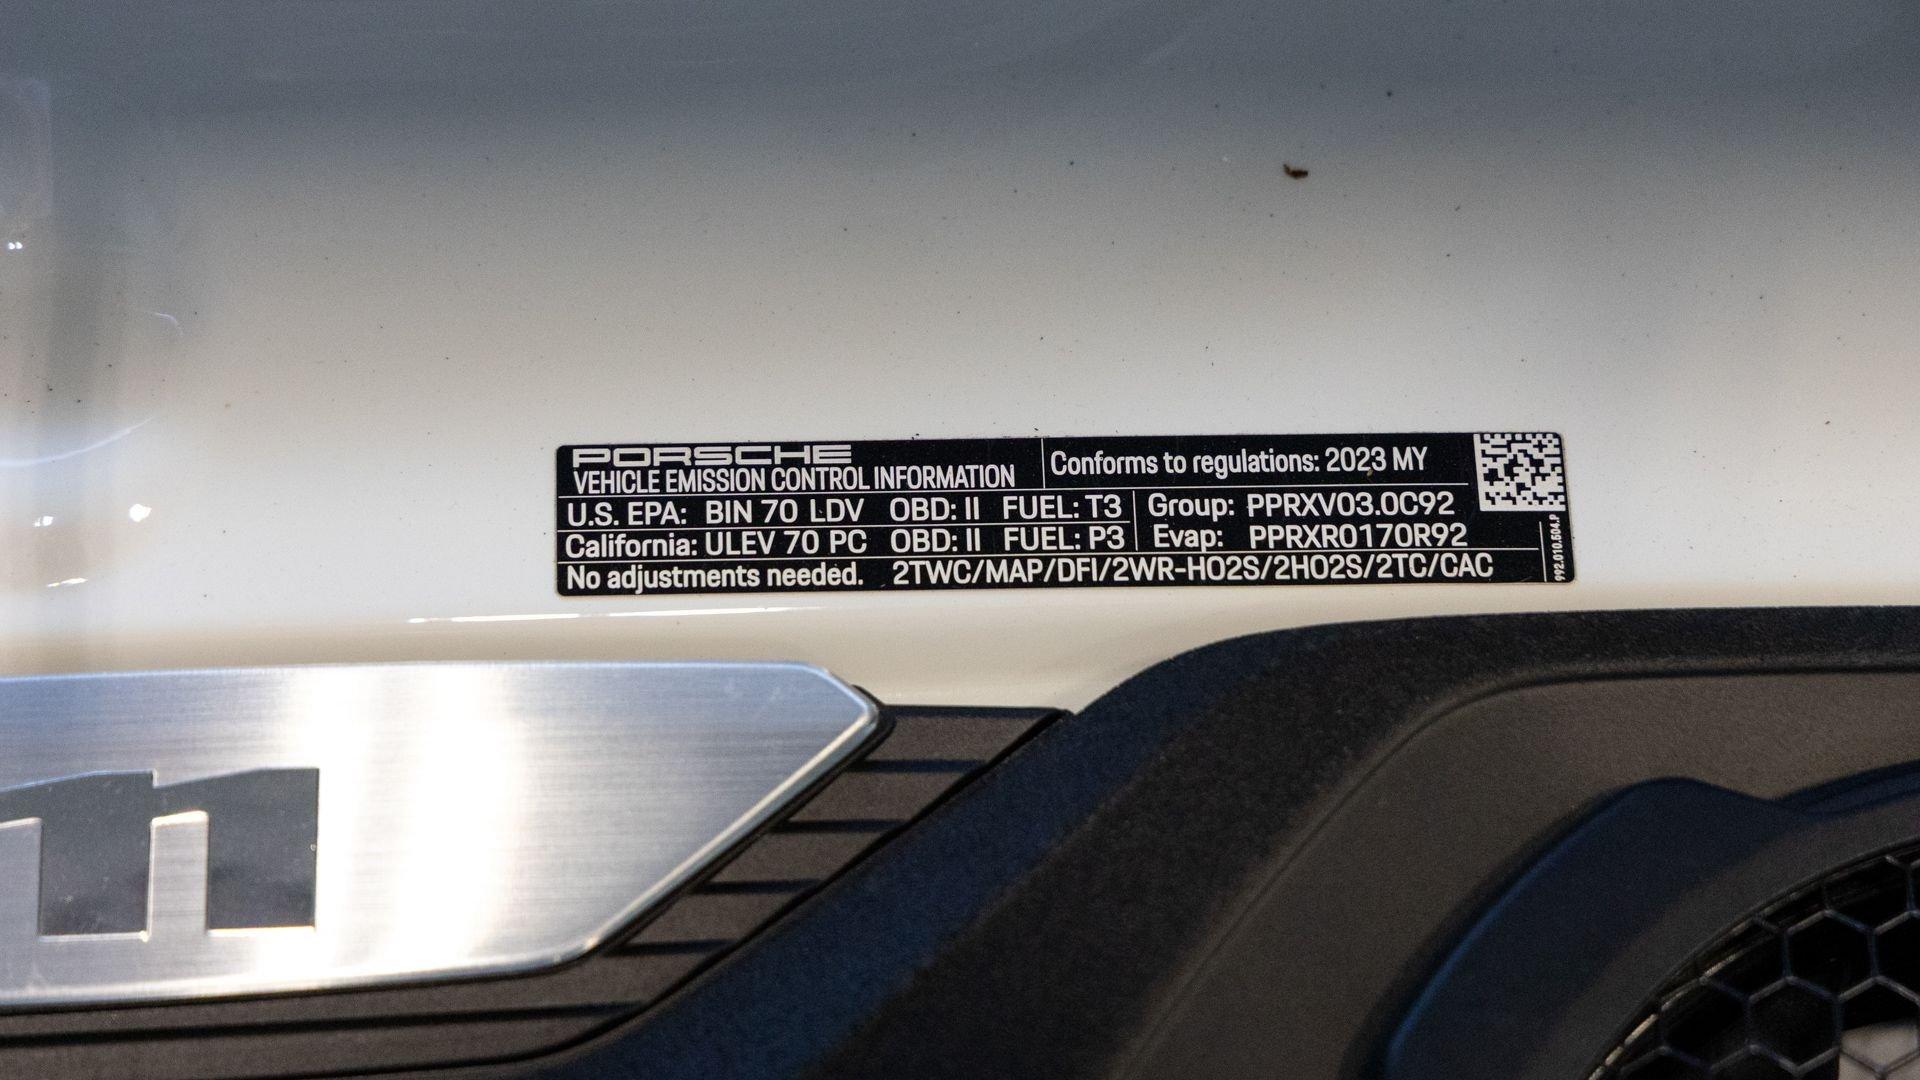 PORSCHE
VEHICLE EMISSION CONTROL INFORMATION
Conforms to regulations: 2023 MY
U.S. EPA: BIN 70 LDV OBD: II FUEL: T3
Group: PPRXV03.0C92
California: ULEV 70 PC OBD: II FUEL: P3
Evap: PPRXR0170R92
No adjustments needed. 2TWC/MAP/DFI/2WR-HO2S/2HO2S/2TC/CAC
992.010.604.P
11